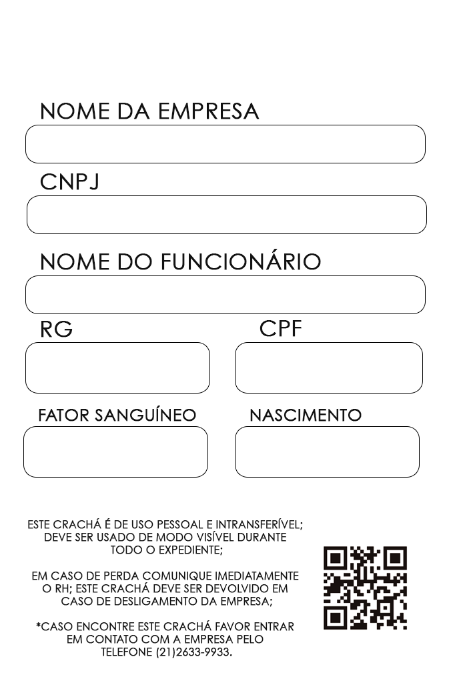 NOME DA EMPRESA
CNPJ
NOME DO FUNCIONÁRIO
RG
CPF
FATOR SANGUÍNEO
NASCIMENTO
ESTE CRACHÁ É DE USO PESSOAL E INTRANSFERÍVEL;
DEVE SER USADO DE MODO VISÍVEL DURANTE
TODO O EXPEDIENTE;
EM CASO DE PERDA COMUNIQUE IMEDIATAMENTE
O RH; ESTE CRACHÁ DEVE SER DEVOLVIDO EM
CASO DE DESLIGAMENTO DA EMPRESA;
*CASO ENCONTRE ESTE CRACHÁ FAVOR ENTRAR
EM CONTATO COM A EMPRESA PELO
TELEFONE (21)2633-9933.